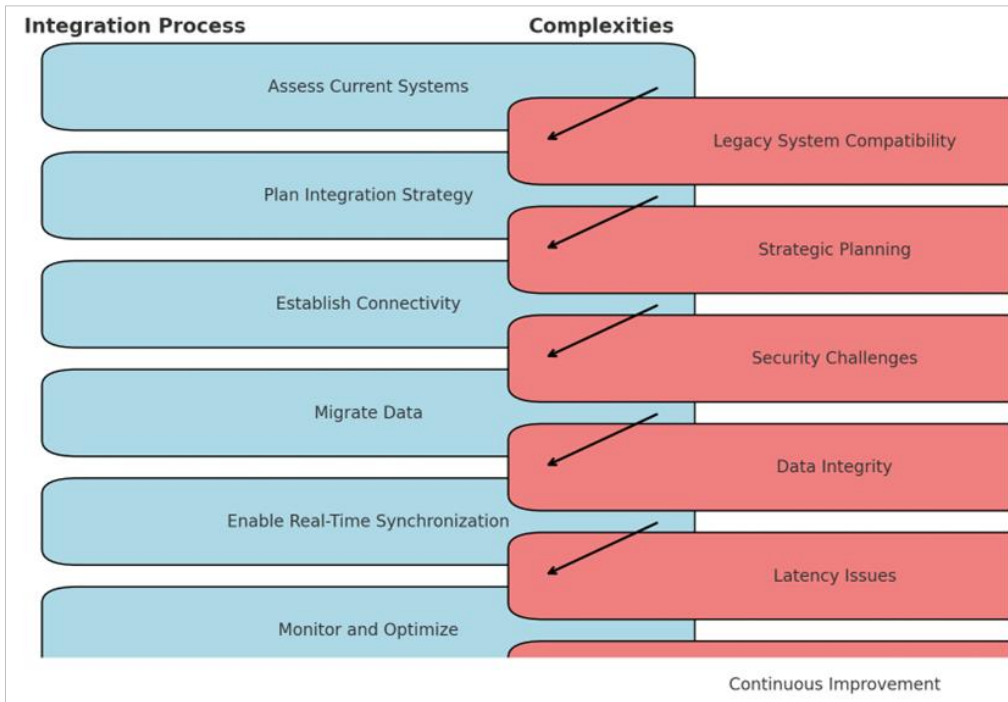 Integration Process
Complexities
Assess Current Systems
Legacy System Compatibility
Plan Integration Strategy
Strategic Planning
Establish Connectivity
Security Challenges
Migrate Data
Data Integrity
Enable Real-Time Synchronization
Latency Issues
Monitor and Optimize
Continuous Improvement